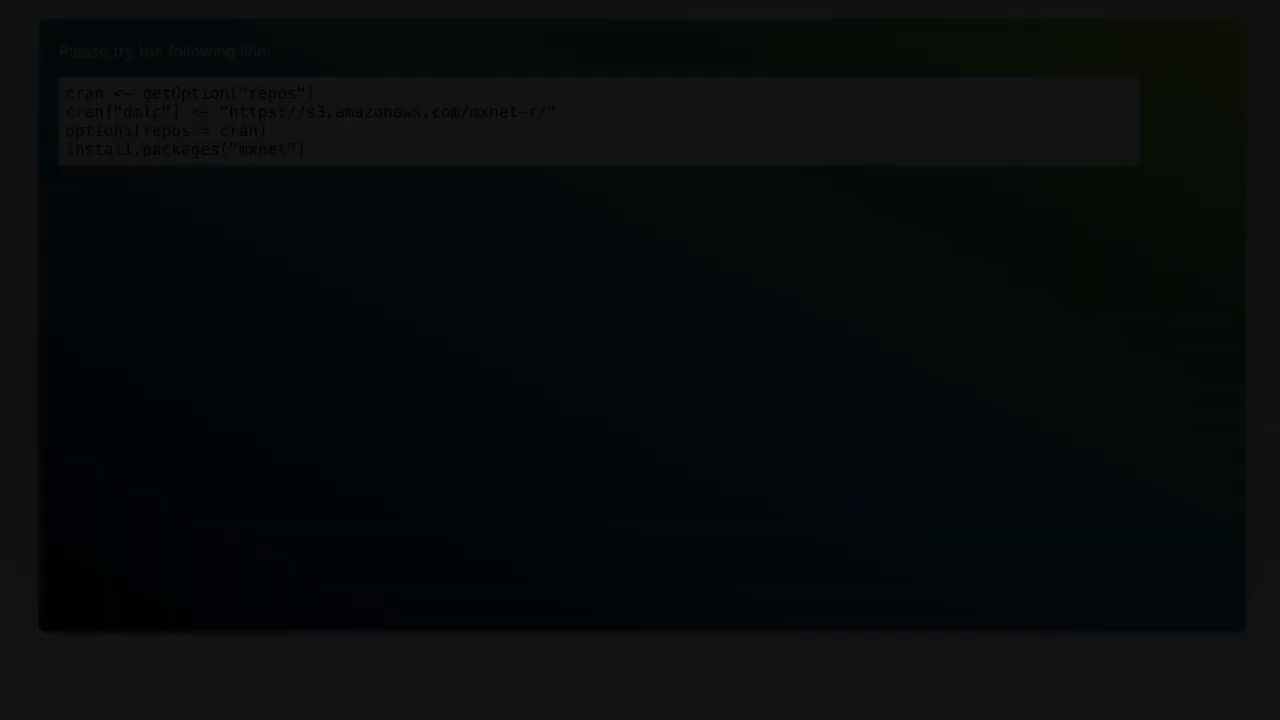 Please try the following line:
cran <- getOption("repos")
cran["dmlc"] <- "https://s3.amazonaws.com/mxnet-r/"
options(repos = cran)
install.packages("mxnet")